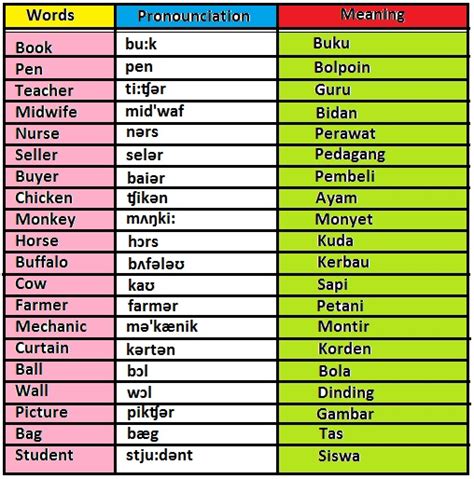 Words Pronounciation Meaning
Book bu:k Buku
Pen pen Bolpoin
Teacher ti:ʧər Guru
Midwife mid'waf Bidan
Nurse nərs Perawat
Seller selər Pedagang
Buyer baiər Pembeli
Chicken ʧikən Ayam
Monkey mʌŋki: Monyet
Horse hɔrs Kuda
Buffalo bʌfələʊ Kerbau
Cow kaʊ Sapi
Farmer farmər Petani
Mechanic mə'kænik Montir
Curtain kərtən Korden
Ball bɔl Bola
Wall wɔl Dinding
Picture pikʧər Gambar
Bag bæg Tas
Student stju:dənt Siswa